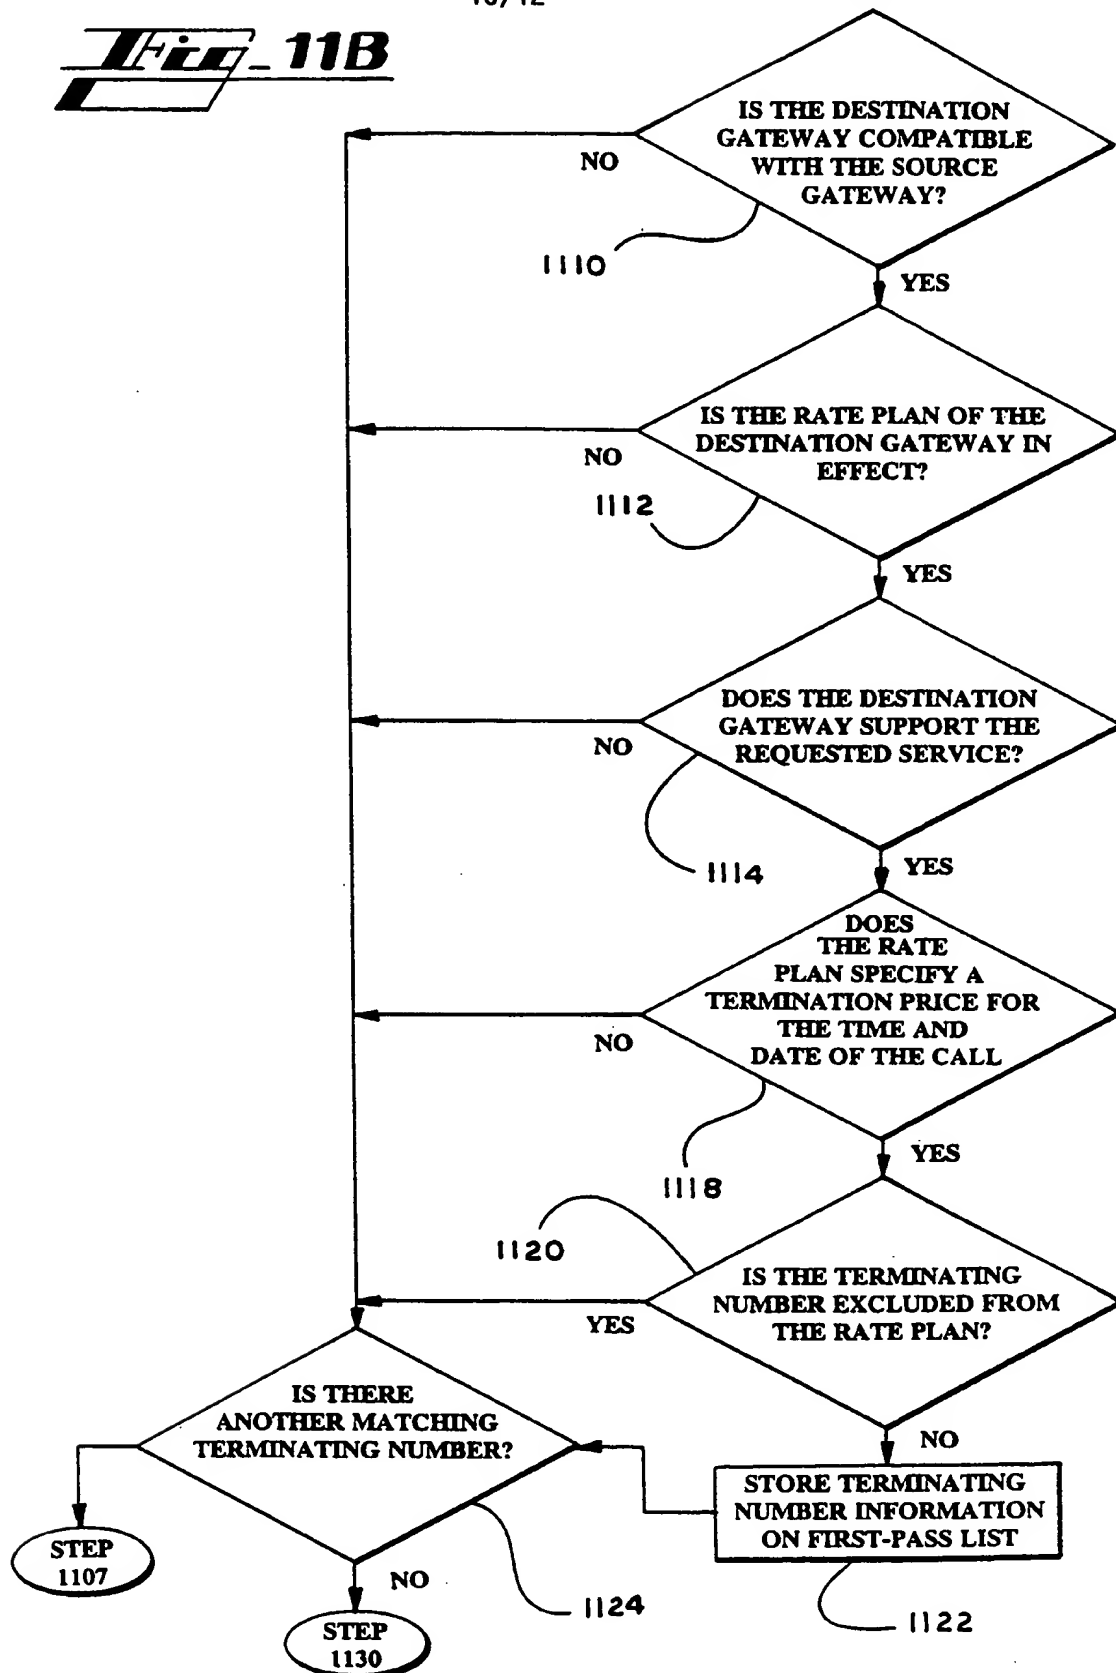 Fig_11B
IS THE DESTINATION
GATEWAY COMPATIBLE
WITH THE SOURCE
GATEWAY?
NO
1110
YES
IS THE RATE PLAN OF THE
DESTINATION GATEWAY IN
EFFECT?
NO
1112
YES
DOES THE DESTINATION
GATEWAY SUPPORT THE
REQUESTED SERVICE?
NO
1114
YES
DOES
THE RATE
PLAN SPECIFY A
TERMINATION PRICE FOR
THE TIME AND
DATE OF THE CALL
NO
1118
YES
1120
IS THE TERMINATING
NUMBER EXCLUDED FROM
THE RATE PLAN?
YES
NO
IS THERE
ANOTHER MATCHING
TERMINATING NUMBER?
STORE TERMINATING
NUMBER INFORMATION
ON FIRST-PASS LIST
STEP
1107
NO
1124
1122
STEP
1130